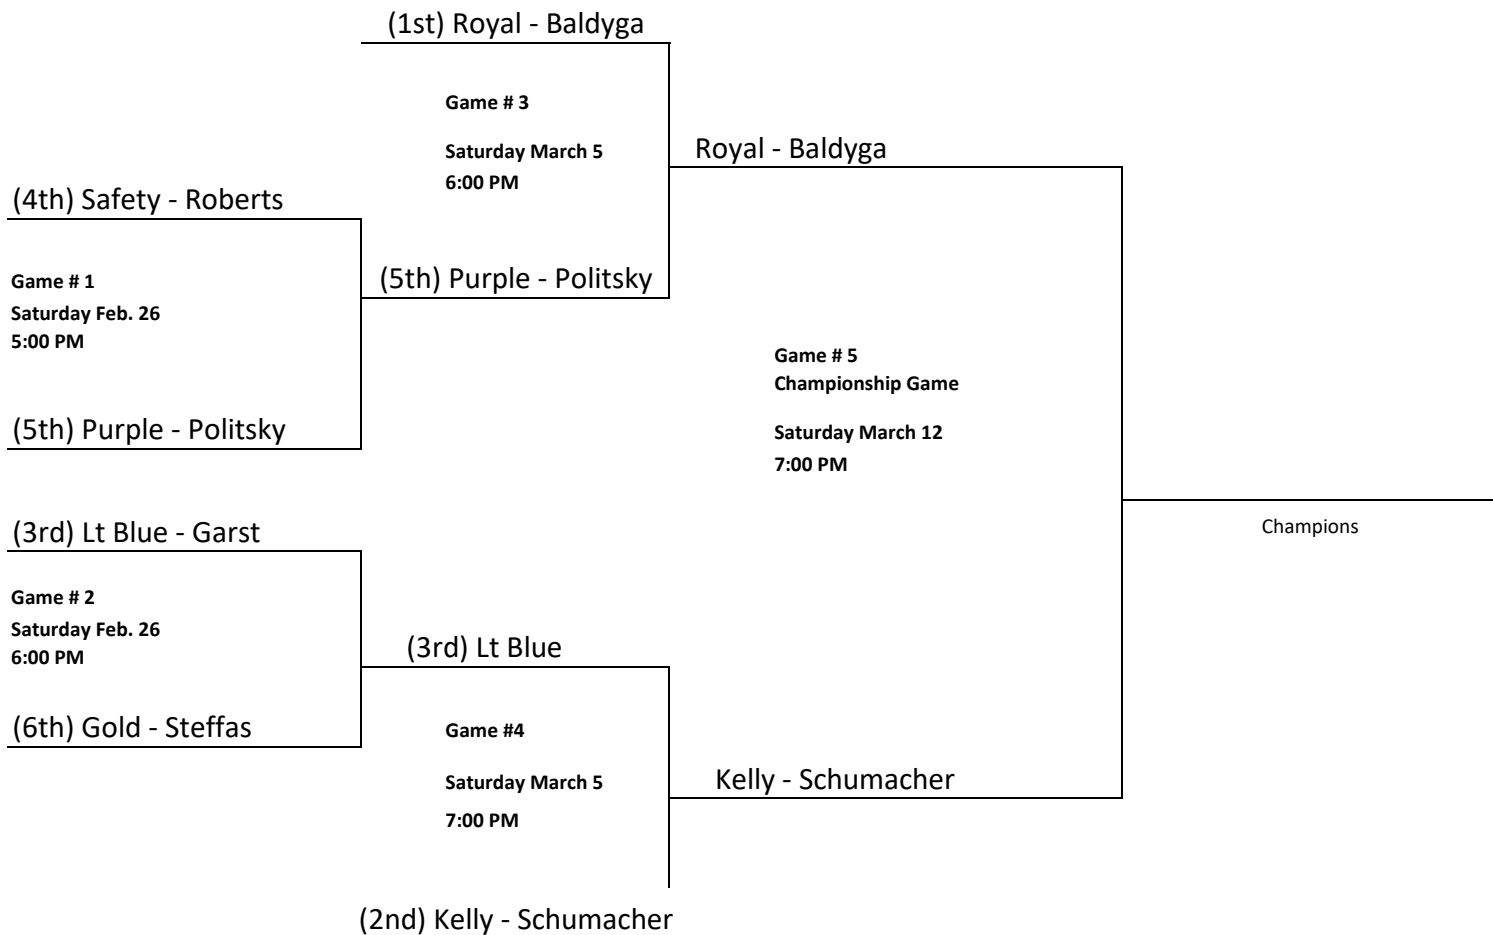 (1st) Royal - Baldyga
Game # 3
Saturday March 5
6:00 PM
Royal - Baldyga
(4th) Safety - Roberts
Game # 1
Saturday Feb. 26
5:00 PM
(5th) Purple - Politsky
(5th) Purple - Politsky
Game # 5
Championship Game
Saturday March 12
7:00 PM
Champions
(3rd) Lt Blue - Garst
Game # 2
Saturday Feb. 26
6:00 PM
(3rd) Lt Blue
(6th) Gold - Steffas
Game #4
Saturday March 5
7:00 PM
Kelly - Schumacher
(2nd) Kelly - Schumacher